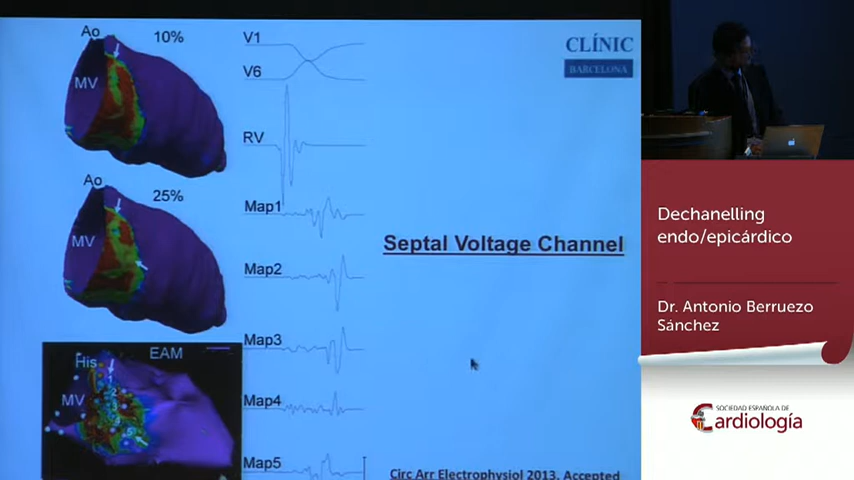 Ao
10%
MV
Ao
25%
MV
EAM
His
MV
V1
V6
RV
Map1
Map2
Map3
Map4
Map5
CLÍNIC
BARCELONA
Septal Voltage Channel
Circ Arr Electrophysiol 2013. Accepted
Dechanelling
endo/epicárdico
Dr. Antonio Berruezo
Sánchez
SOCIEDAD ESPAÑOLA DE
Cardiología